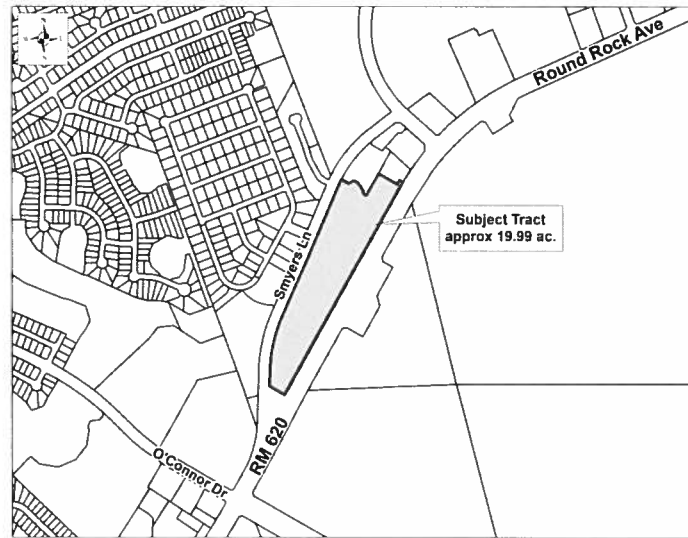 Round Rock Ave
Subject Tract
approx 19.99 ac.
Smyers Ln
RM 620
O'Connor Dr